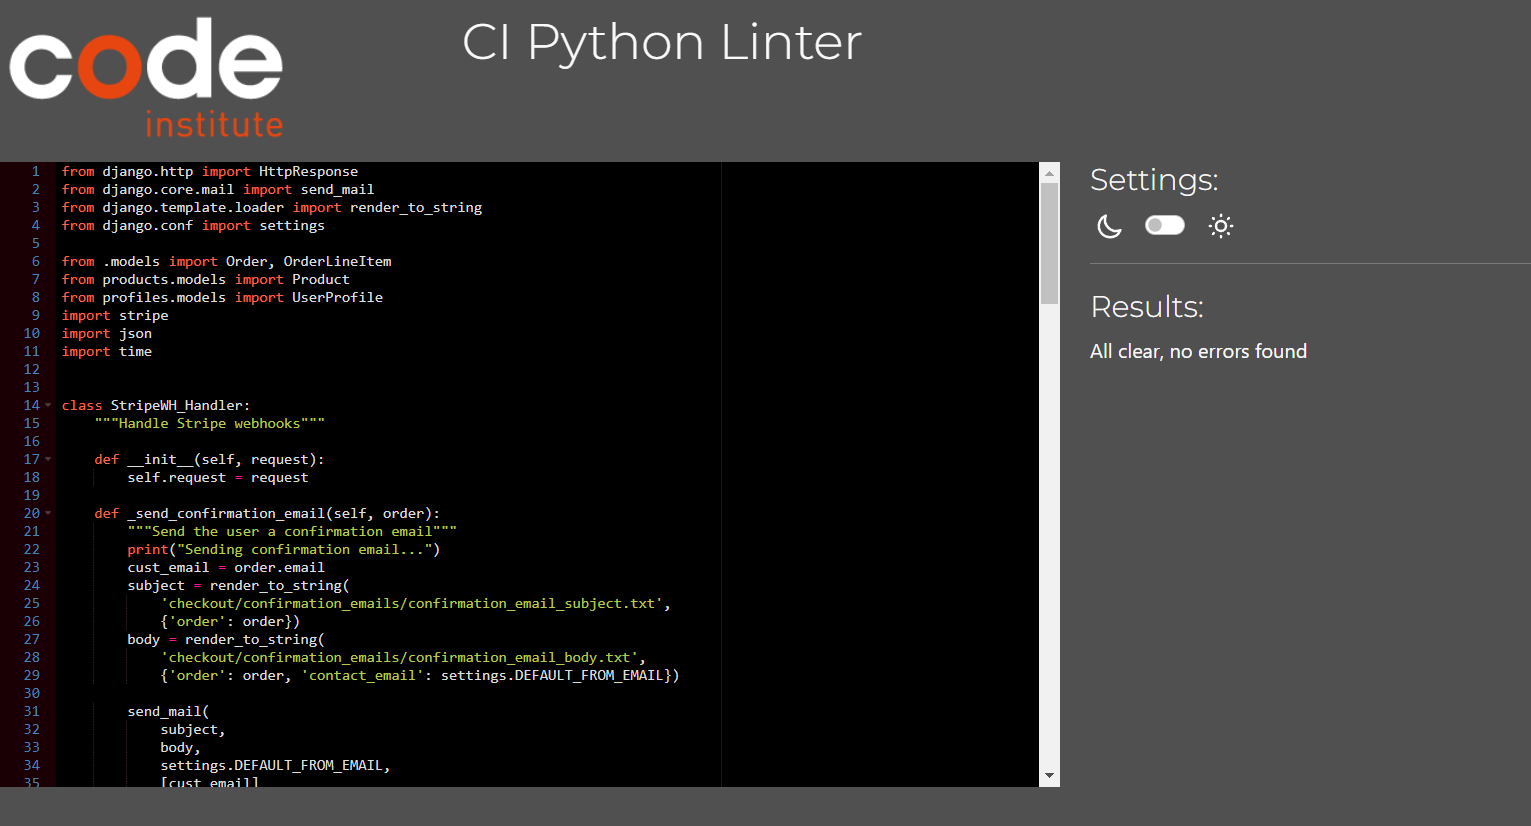 code
institute
CI Python Linter
1 from django.http import HttpResponse
2 from django.core.mail import send_mail
3 from django.template.loader import render_to_string
4 from django.conf import settings
5
6 from .models import Order, OrderLineItem
7 from products.models import Product
8 from profiles.models import UserProfile
9 import stripe
10 import json
11 import time
12
13
14 class StripeWH_Handler:
15     """Handle Stripe webhooks"""
16
17     def __init__(self, request):
18         self.request = request
19
20     def _send_confirmation_email(self, order):
21         """Send the user a confirmation email"""
22         print("Sending confirmation email...")
23         cust_email = order.email
24         subject = render_to_string(
25             'checkout/confirmation_emails/confirmation_email_subject.txt',
26             {'order': order})
27         body = render_to_string(
28             'checkout/confirmation_emails/confirmation_email_body.txt',
29             {'order': order, 'contact_email': settings.DEFAULT_FROM_EMAIL})
30
31         send_mail(
32             subject,
33             body,
34             settings.DEFAULT_FROM_EMAIL,
35             [cust_email]
Settings:
Results:
All clear, no errors found